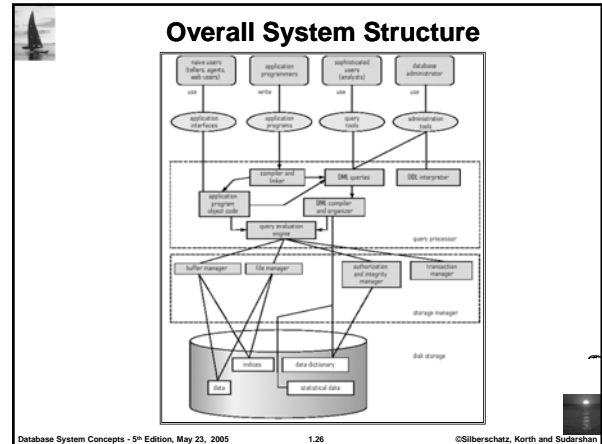 Overall System Structure
naive users
(tellers, agents,
web-users)
application
programmers
sophisticated
users
(analysts)
database
administrator
use
write
use
use
application
interfaces
application
programs
query
tools
administration
tools
compiler and
linker
DML queries
DDL interpreter
application
program
object code
DML compiler
and organizer
query evaluation
engine
query processor
buffer manager
file manager
authorization
and integrity
manager
transaction
manager
storage manager
disk storage
indices
data dictionary
data
statistical data
Database System Concepts - 5th Edition, May 23, 2005
1.26
©Silberschatz, Korth and Sudarshan